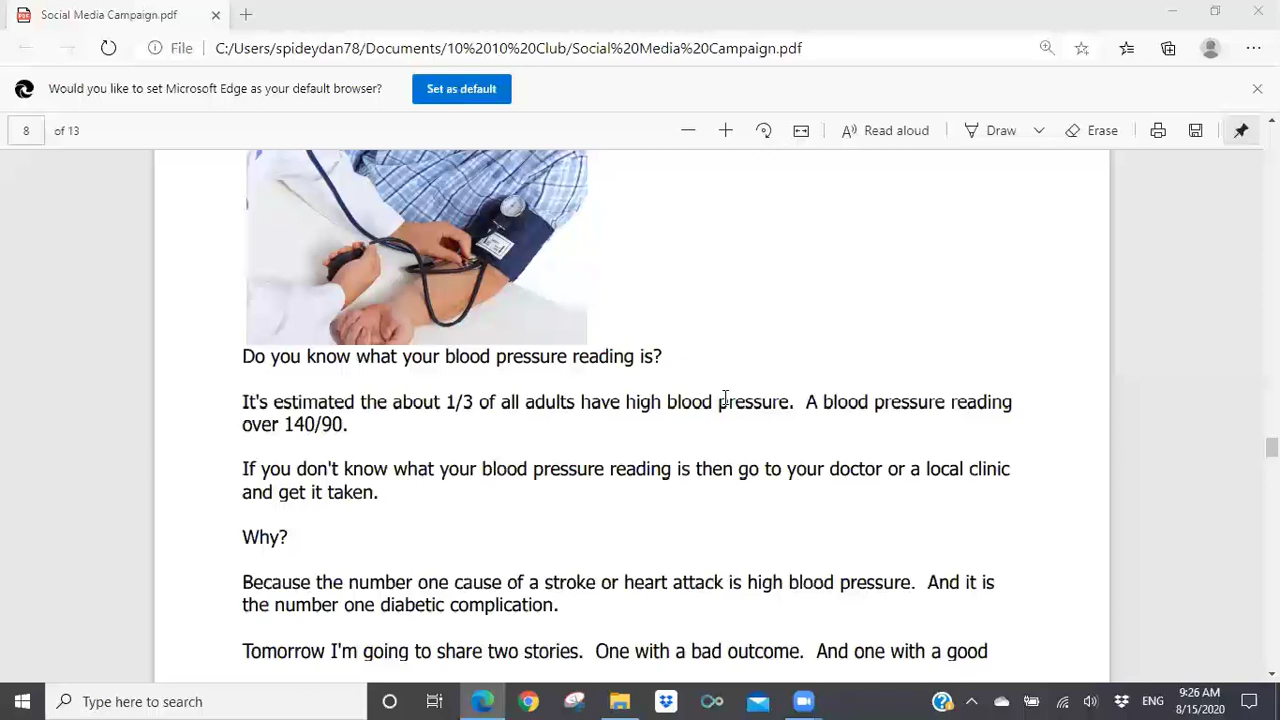 Social Media Campaign.pdf
File C:/Users/spideydan78/Documents/10%2010%20Club/Social%20Media%20Campaign.pdf
Would you like to set Microsoft Edge as your default browser? Set as default
8 of 13 Read aloud Draw Erase
Do you know what your blood pressure reading is?
It's estimated the about 1/3 of all adults have high blood pressure. A blood pressure reading
over 140/90.
If you don't know what your blood pressure reading is then go to your doctor or a local clinic
and get it taken.
Why?
Because the number one cause of a stroke or heart attack is high blood pressure. And it is
the number one diabetic complication.
Tomorrow I'm going to share two stories. One with a bad outcome. And one with a good
Type here to search
ENG
9:26 AM
8/15/2020